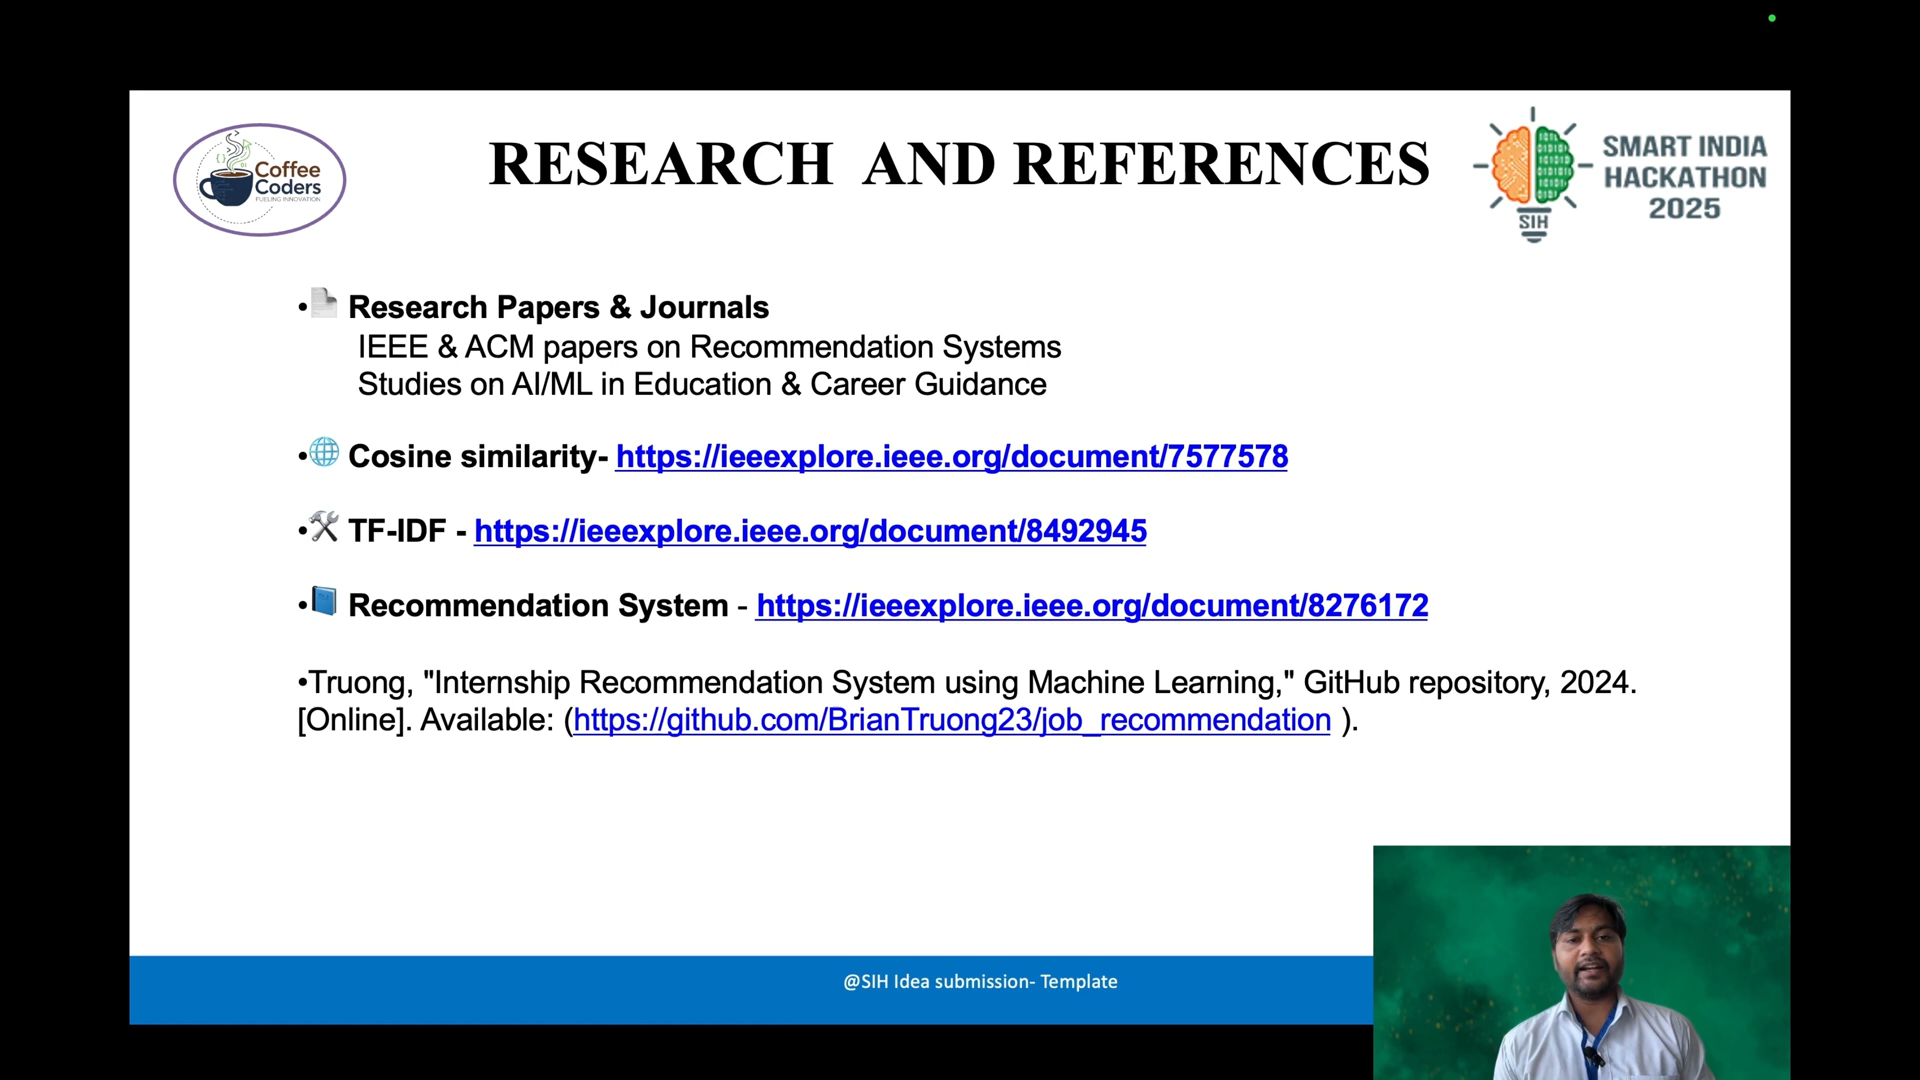 Coffee
Coders
FUELING INNOVATION
RESEARCH AND REFERENCES
SMART INDIA
HACKATHON
2025
SIH
•Research Papers & Journals
IEEE & ACM papers on Recommendation Systems
Studies on AI/ML in Education & Career Guidance
•Cosine similarity- https://ieeexplore.ieee.org/document/7577578
•TF-IDF - https://ieeexplore.ieee.org/document/8492945
•Recommendation System - https://ieeexplore.ieee.org/document/8276172
•Truong, "Internship Recommendation System using Machine Learning," GitHub repository, 2024.
[Online]. Available: (https://github.com/BrianTruong23/job_recommendation ).
@SIH Idea submission- Template